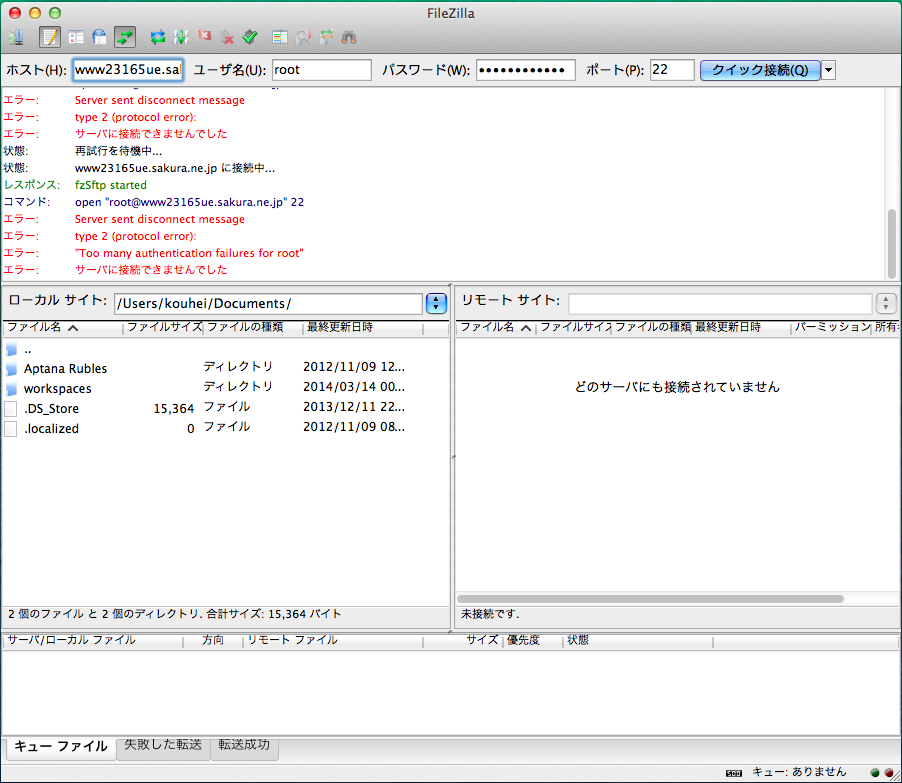 FileZilla
ホスト(H): www23165ue.sal ユーザ名(U): root パスワード(W): •••••••••••• ポート(P): 22 クイック接続(Q)
エラー: Server sent disconnect message
エラー: type 2 (protocol error):
エラー: サーバに接続できませんでした
状態: 再試行を待機中...
状態: www23165ue.sakura.ne.jp に接続中...
レスポンス: fzSftp started
コマンド: open "root@www23165ue.sakura.ne.jp" 22
エラー: Server sent disconnect message
エラー: type 2 (protocol error):
エラー: "Too many authentication failures for root"
エラー: サーバに接続できませんでした
ローカル サイト: /Users/kouhei/Documents/
ファイル名 ファイルサイズ ファイルの種類 最終更新日時
..
Aptana Rubles ディレクトリ 2012/11/09 12...
workspaces ディレクトリ 2014/03/14 00...
.DS_Store 15,364 ファイル 2013/12/11 22...
.localized 0 ファイル 2012/11/09 08...
2 個のファイル と 2 個のディレクトリ. 合計サイズ: 15,364 バイト
リモート サイト:
ファイル名 ファイルサイズ ファイルの種類 最終更新日時 パーミッション 所有
どのサーバにも接続されていません
未接続です.
サーバ/ローカル ファイル 方向 リモート ファイル サイズ 優先度 状態
キュー ファイル 失敗した転送 転送成功
キュー: ありません